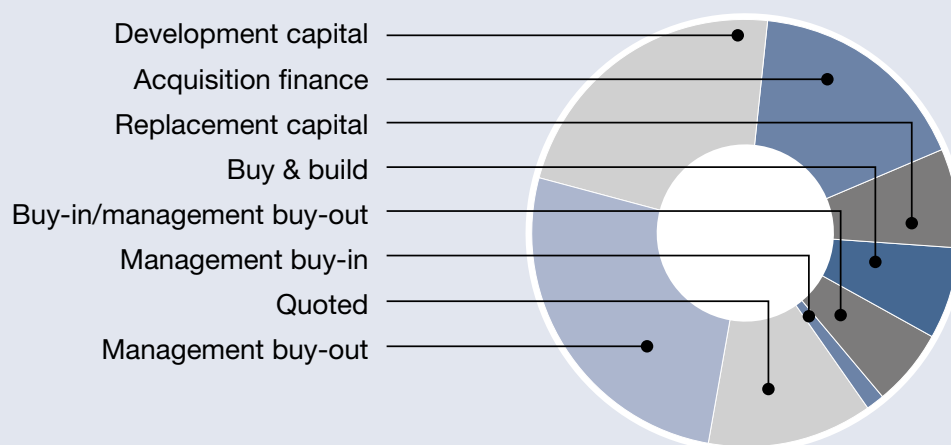 Development capital
Acquisition finance
Replacement capital
Buy & build
Buy-in/management buy-out
Management buy-in
Quoted
Management buy-out